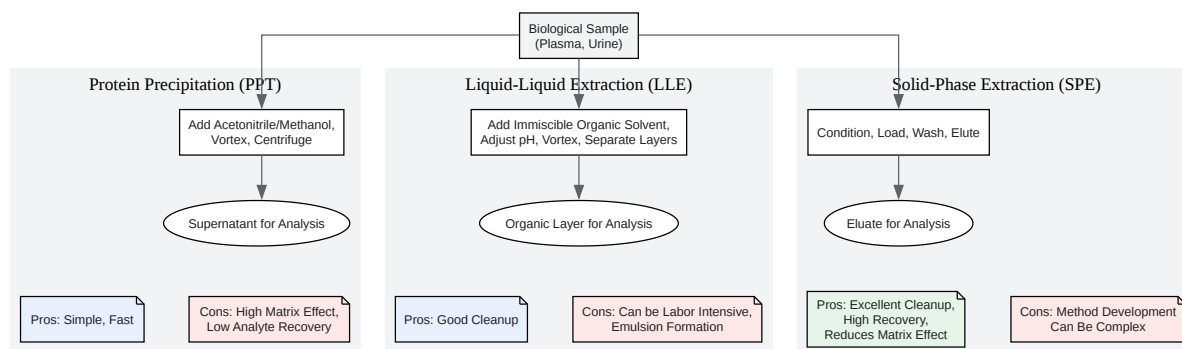 Biological Sample
(Plasma, Urine)
Protein Precipitation (PPT)
Add Acetonitrile/Methanol,
Vortex, Centrifuge
Supernatant for Analysis
Pros: Simple, Fast
Cons: High Matrix Effect,
Low Analyte Recovery
Liquid-Liquid Extraction (LLE)
Add Immiscible Organic Solvent,
Adjust pH, Vortex, Separate Layers
Organic Layer for Analysis
Pros: Good Cleanup
Cons: Can be Labor Intensive,
Emulsion Formation
Solid-Phase Extraction (SPE)
Condition, Load, Wash, Elute
Eluate for Analysis
Pros: Excellent Cleanup,
High Recovery,
Reduces Matrix Effect
Cons: Method Development
Can Be Complex